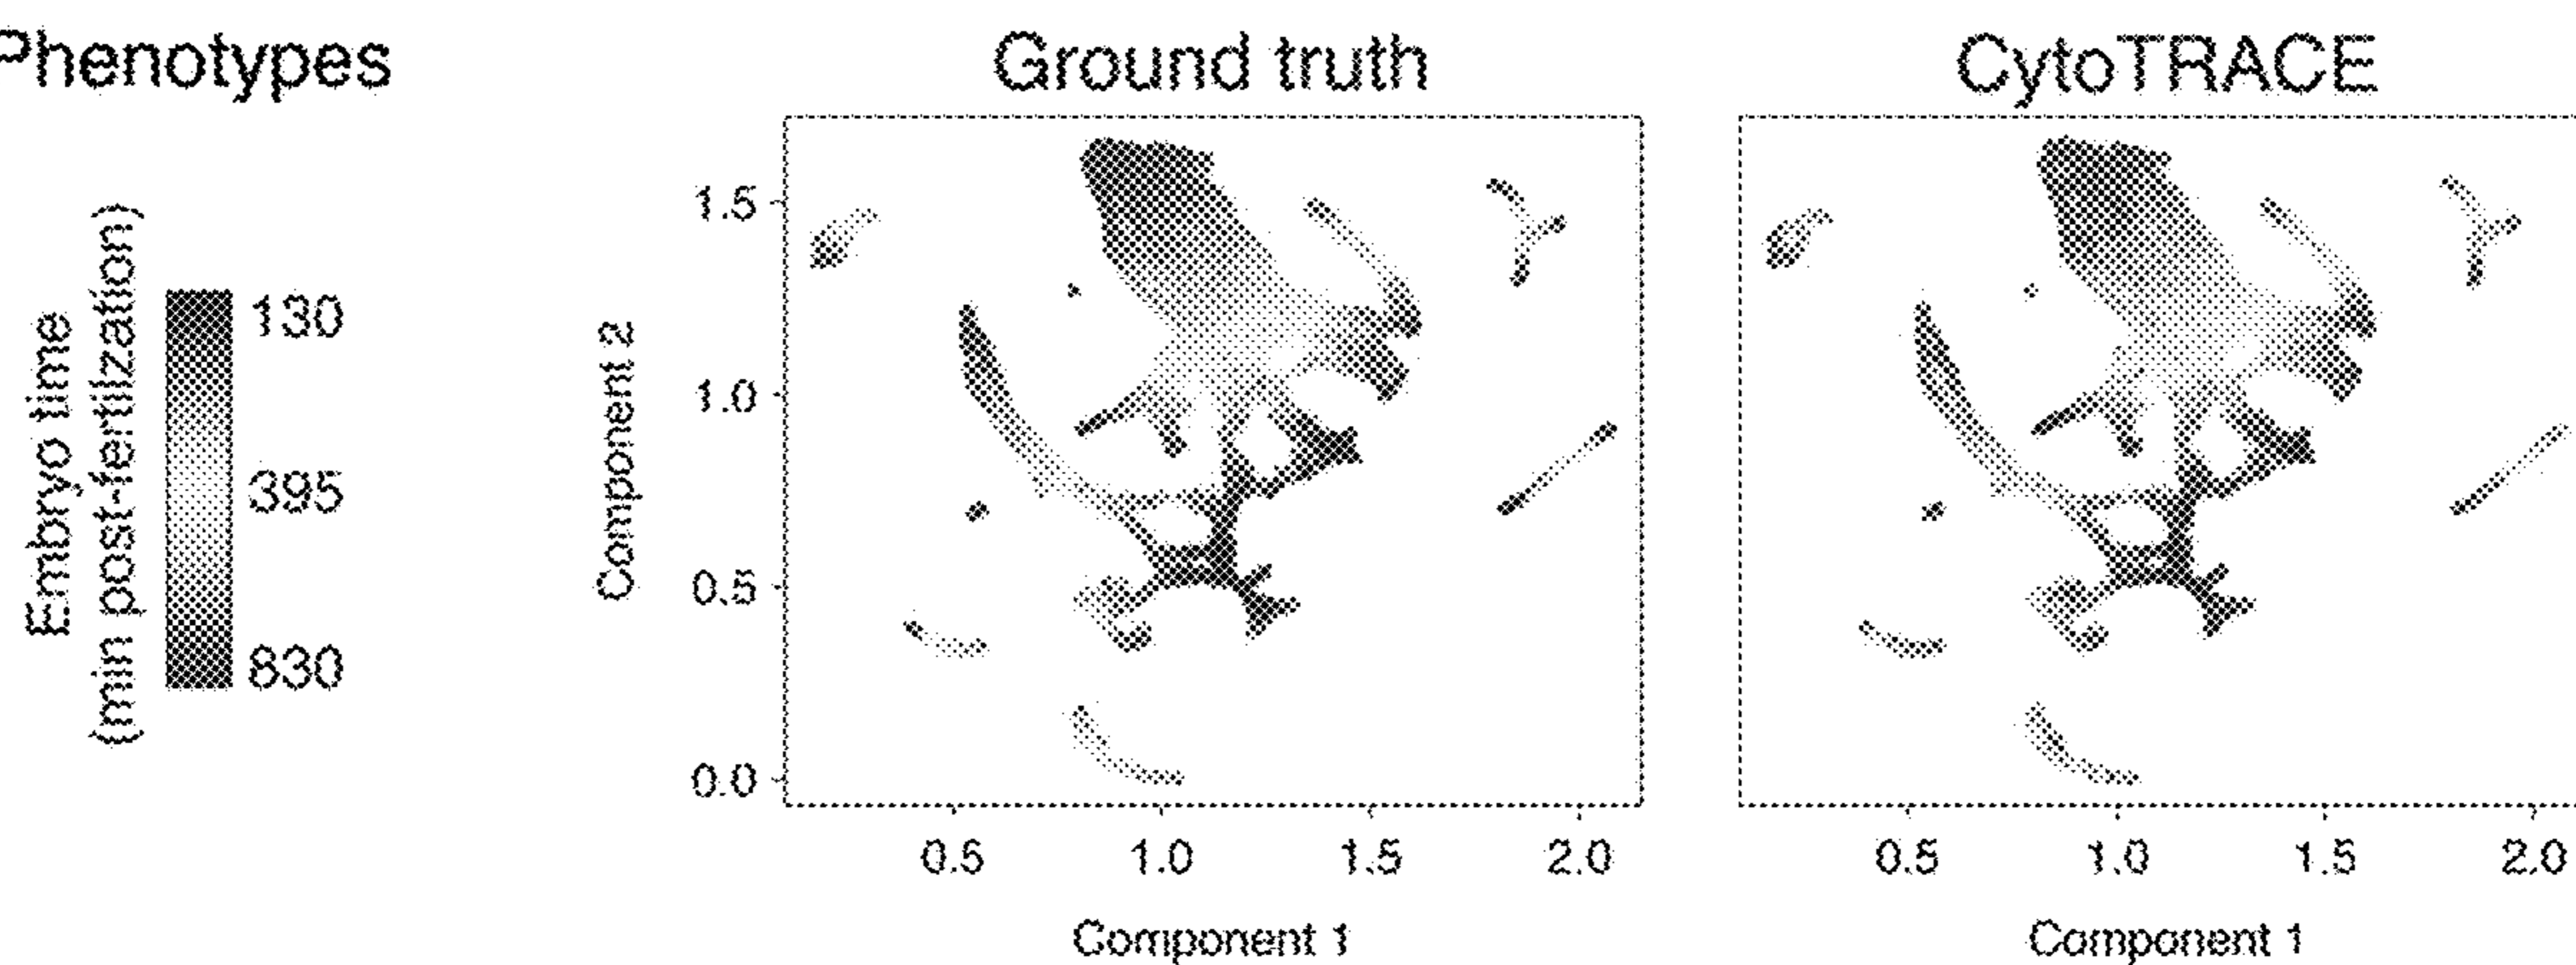 Phenotypes
Embryo time
(min post-fertilization)
130
395
830
Ground truth
Component 2
1.5
1.0
0.5
0.0
0.5 1.0 1.5 2.0
Component 1
CytoTRACE
0.5 1.0 1.5 2.0
Component 1